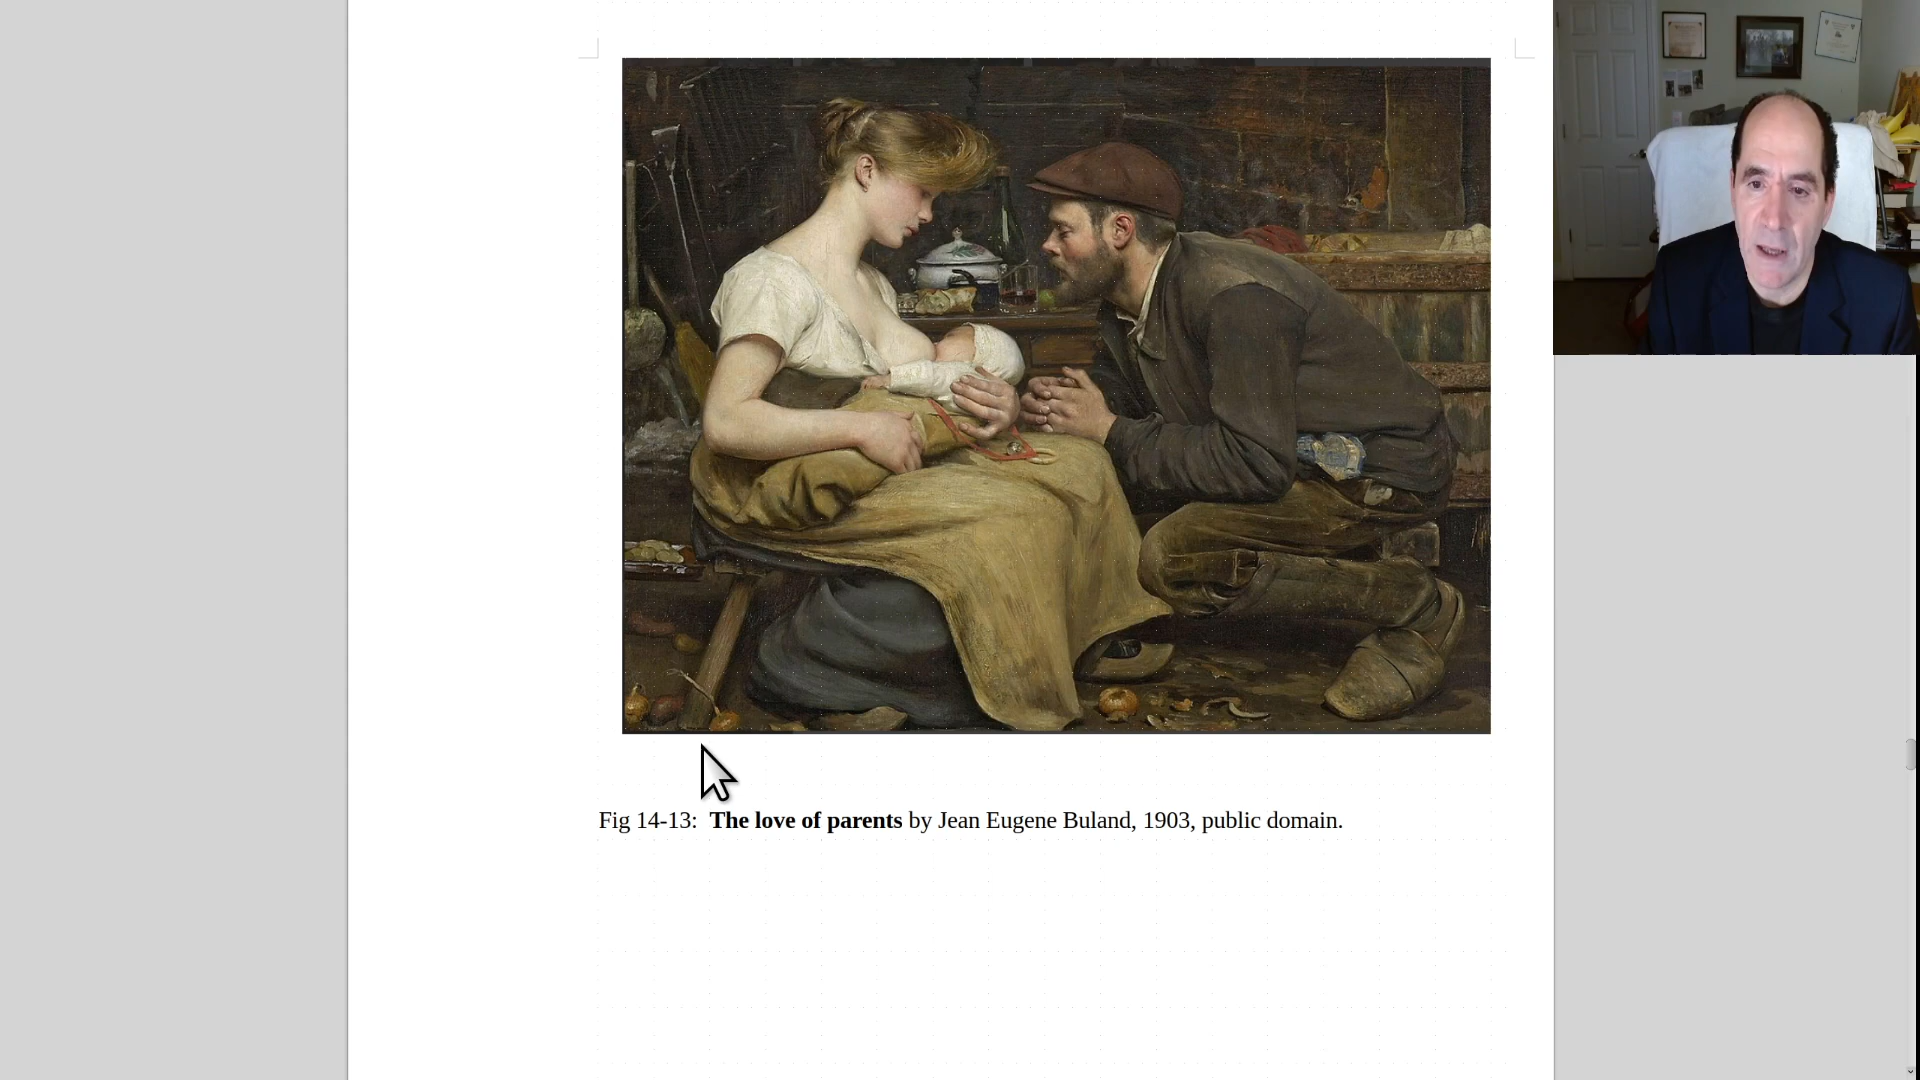 Fig 14-13:  The love of parents by Jean Eugene Buland, 1903, public domain.